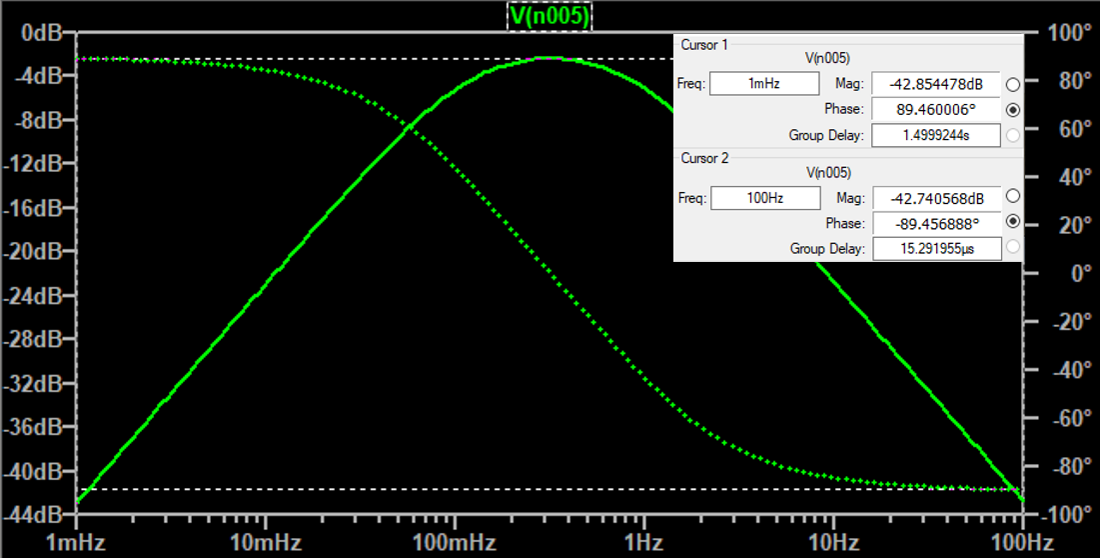 V(n005)
0dB
-4dB
-8dB
-12dB
-16dB
-20dB
-24dB
-28dB
-32dB
-36dB
-40dB
-44dB
100°
80°
60°
40°
20°
0°
-20°
-40°
-60°
-80°
-100°
1mHz 10mHz 100mHz 1Hz 10Hz 100Hz
Cursor 1
V(n005)
Freq: 1mHz Mag: -42.854478dB
Phase: 89.460006°
Group Delay: 1.4999244s
Cursor 2
V(n005)
Freq: 100Hz Mag: -42.740568dB
Phase: -89.456888°
Group Delay: 15.291955µs